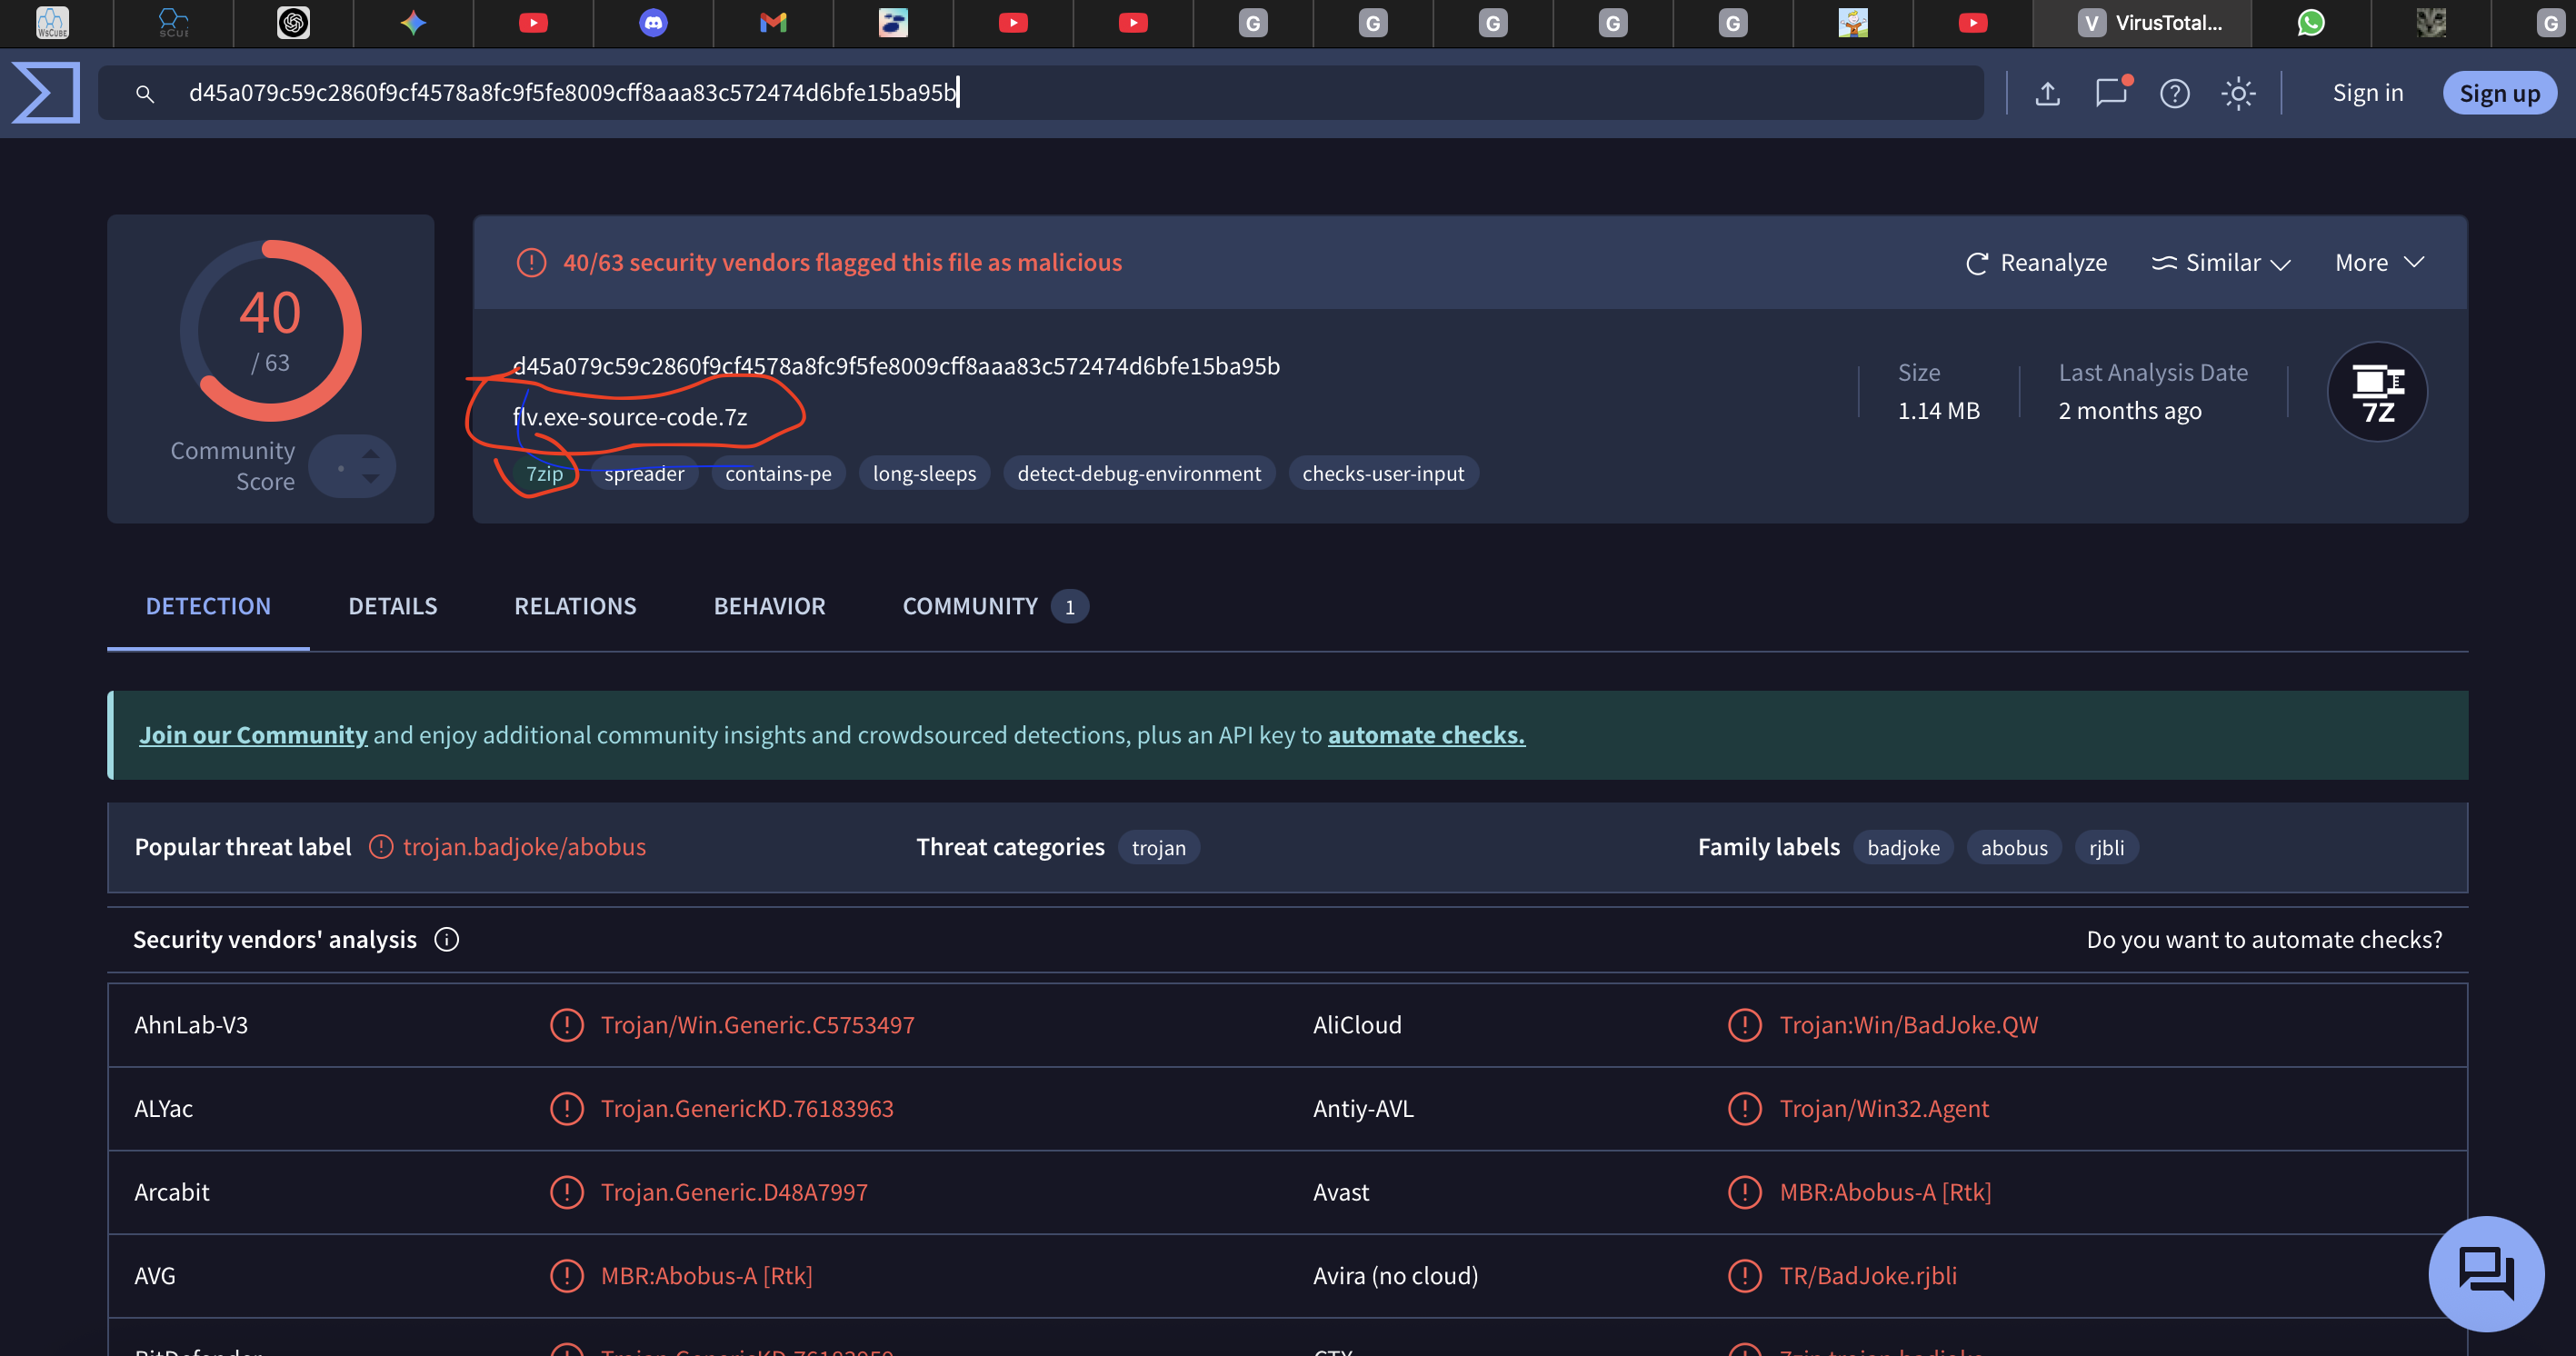 WsCUBE
SCUE
G
G
G
G
G
V VirusTotal...
G
d45a079c59c2860f9cf4578a8fc9f5fe8009cff8aaa83c572474d6bfe15ba95b
Sign in
Sign up
40
/ 63
Community
Score
40/63 security vendors flagged this file as malicious
Reanalyze
Similar
More
d45a079c59c2860f9cf4578a8fc9f5fe8009cff8aaa83c572474d6bfe15ba95b
flv.exe-source-code.7z
7zip
spreader
contains-pe
long-sleeps
detect-debug-environment
checks-user-input
Size
1.14 MB
Last Analysis Date
2 months ago
7Z
DETECTION
DETAILS
RELATIONS
BEHAVIOR
COMMUNITY 1
Join our Community and enjoy additional community insights and crowdsourced detections, plus an API key to automate checks.
Popular threat label trojan.badjoke/abobus
Threat categories trojan
Family labels badjoke abobus rjbli
Security vendors' analysis
Do you want to automate checks?
AhnLab-V3 Trojan/Win.Generic.C5753497
AliCloud Trojan:Win/BadJoke.QW
ALYac Trojan.GenericKD.76183963
Antiy-AVL Trojan/Win32.Agent
Arcabit Trojan.Generic.D48A7997
Avast MBR:Abobus-A [Rtk]
AVG MBR:Abobus-A [Rtk]
Avira (no cloud) TR/BadJoke.rjbli